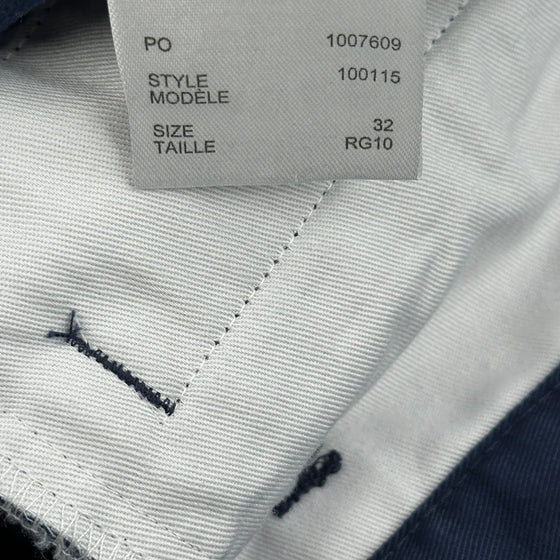 PO 1007609
STYLE 100115
MODÈLE
SIZE 32
TAILLE RG10